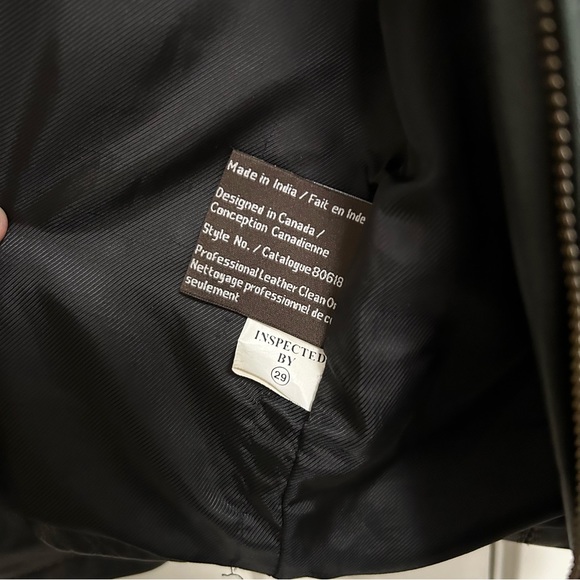 Made in India / Fait en Inde
Designed in Canada /
Conception Canadienne
Style No. / Catalogue 80618
Professional Leather Clean
Nettoyage professionnel de
seulement
INSPECTED
BY
29